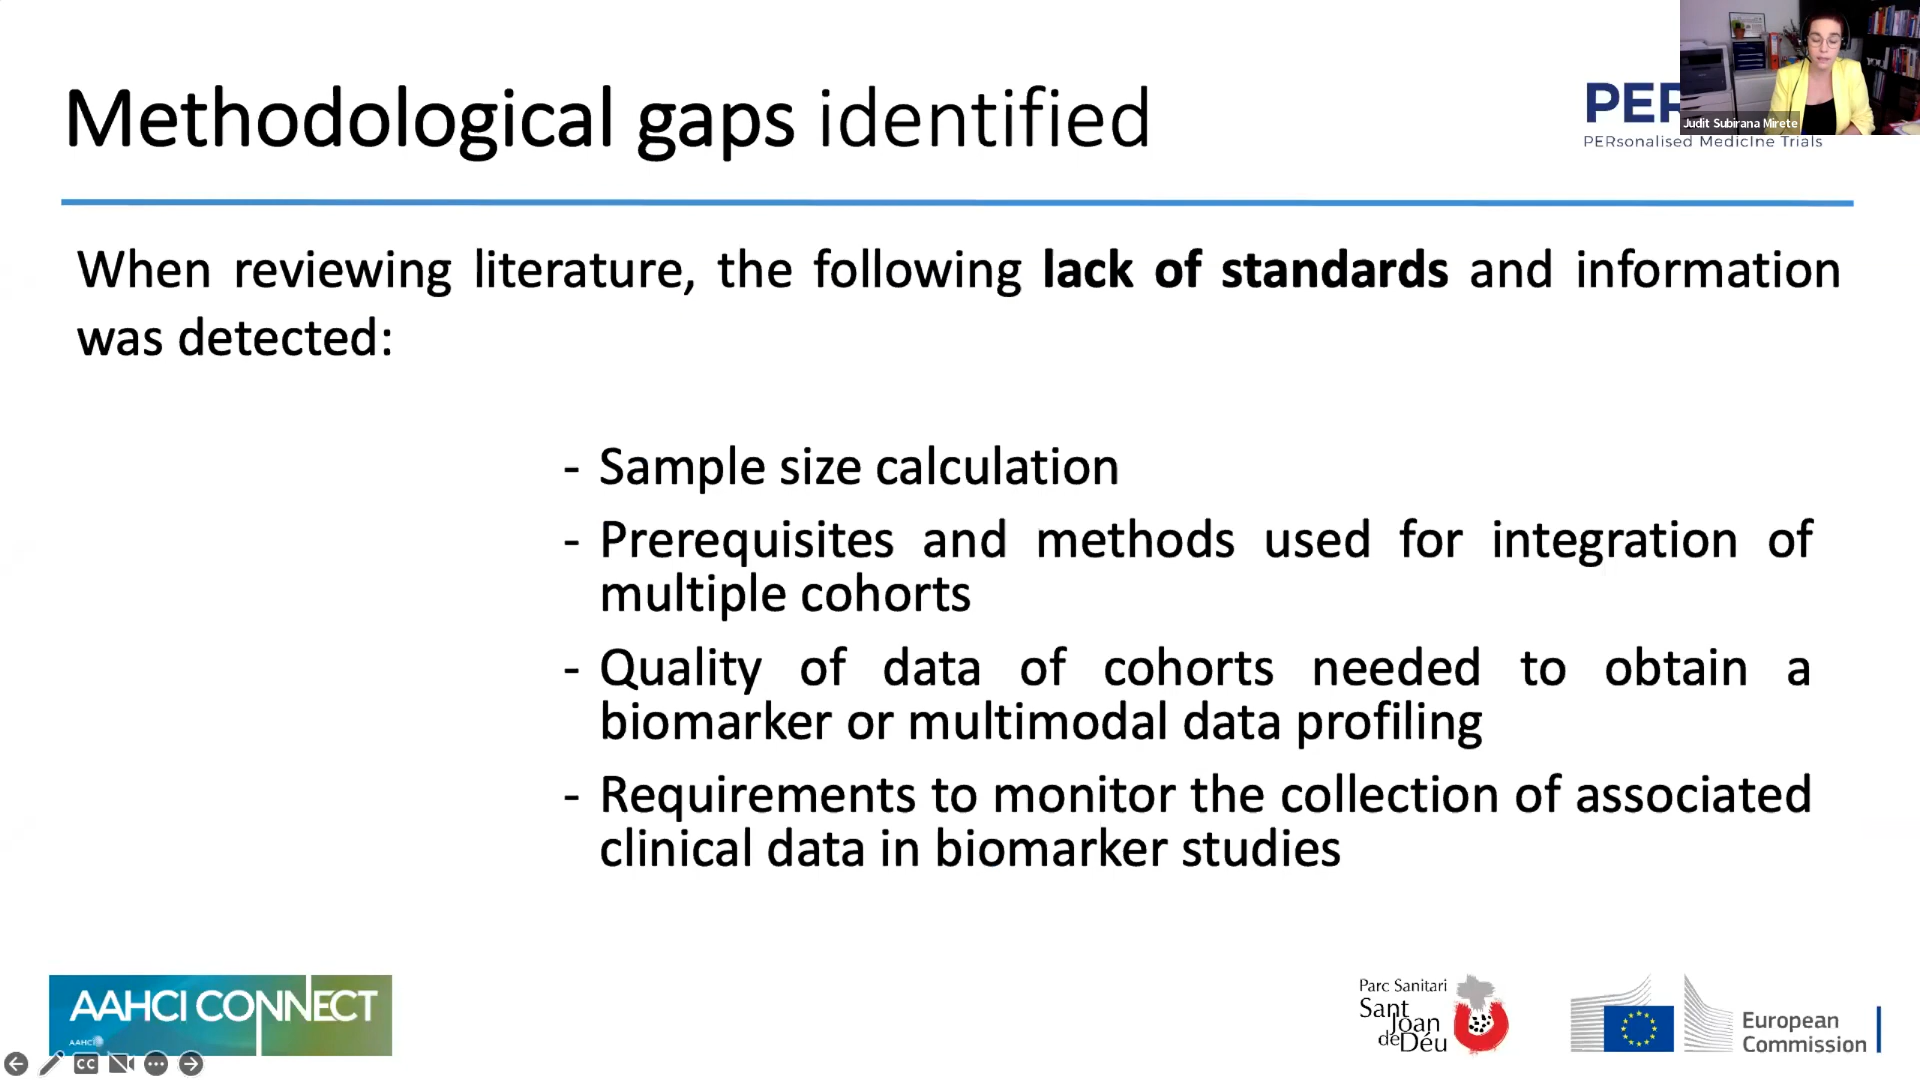 Methodological gaps identified
PER
PERsonalised MedicIne Trials
Judit Subirana Mirete
When reviewing literature, the following lack of standards and information
was detected:
- Sample size calculation
- Prerequisites and methods used for integration of
multiple cohorts
- Quality of data of cohorts needed to obtain a
biomarker or multimodal data profiling
- Requirements to monitor the collection of associated
clinical data in biomarker studies
AAHCI CONNECT
AAHCI
Parc Sanitari
Sant
Joan
de Déu
European
Commission
CC